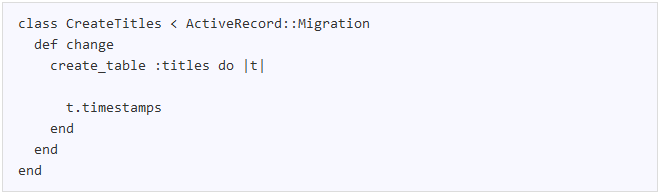 class CreateTitles < ActiveRecord::Migration
  def change
    create_table :titles do |t|

      t.timestamps
    end
  end
end